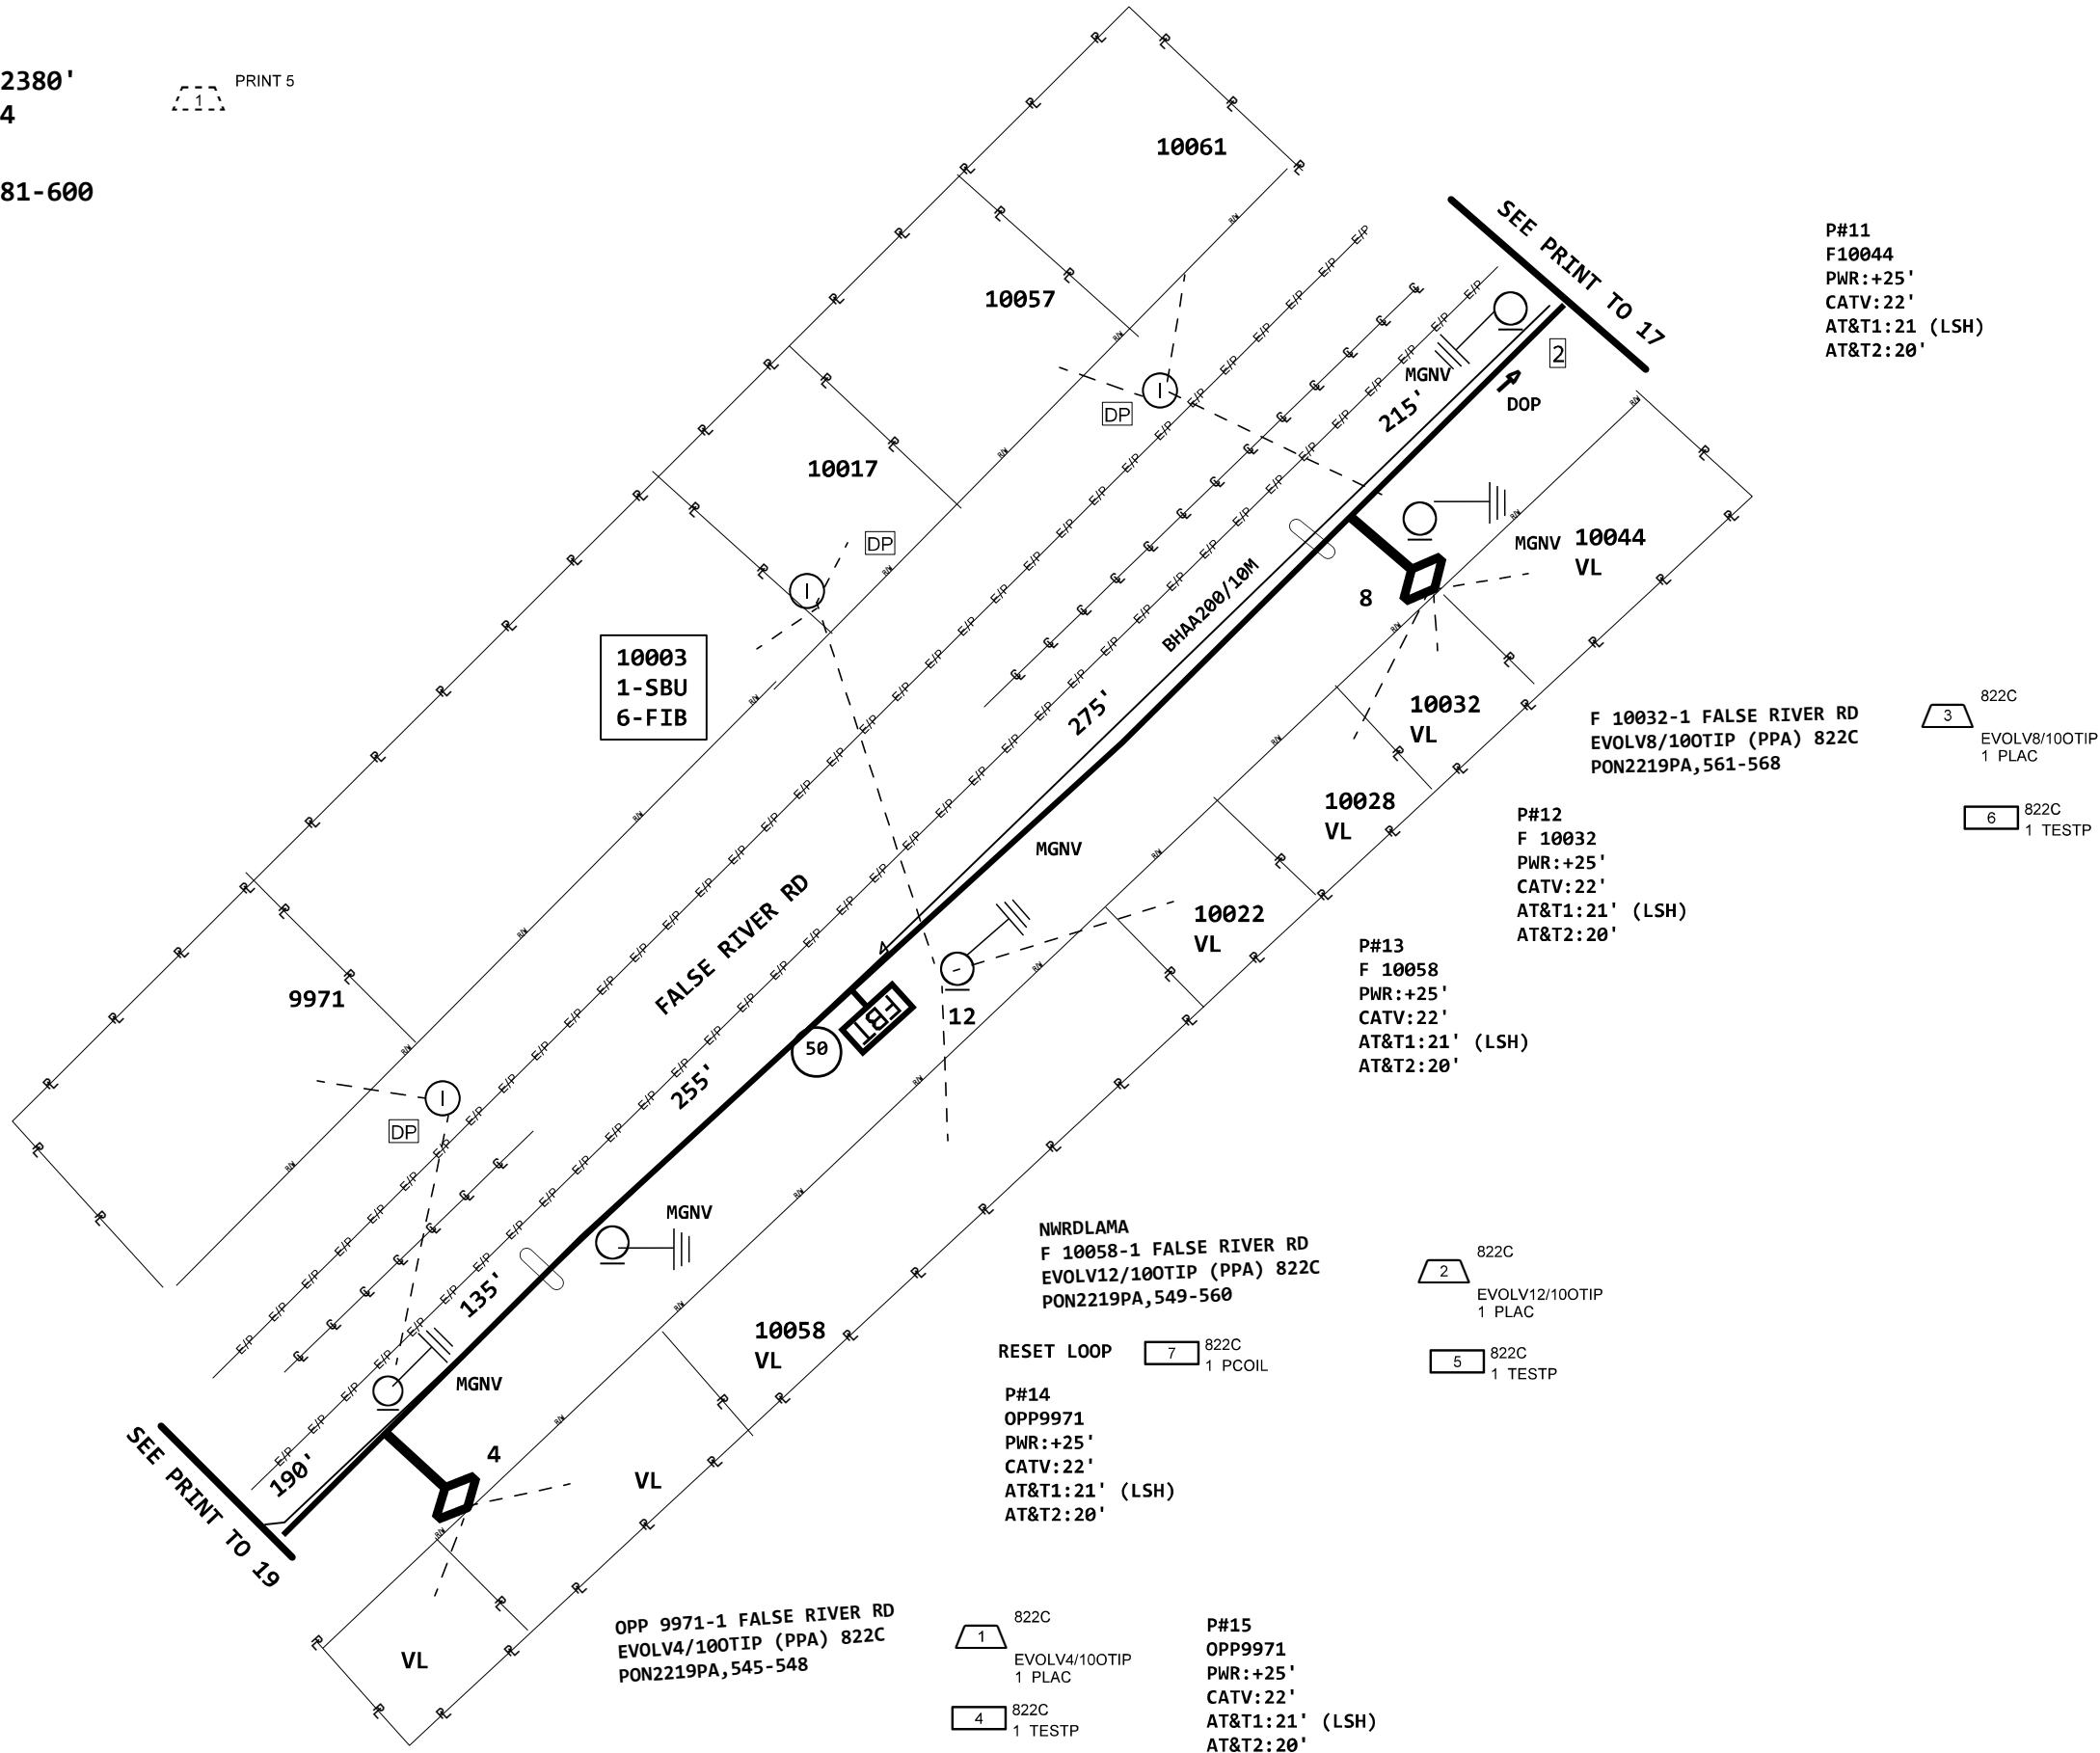 2380'
4
81-600
1
PRINT 5
10061
10057
10017
SEE PRINT TO 17
2
DOP
MGNV
215'
P#11
F10044
PWR:+25'
CATV:22'
AT&T1:21 (LSH)
AT&T2:20'
DP
DP
10003
1-SBU
6-FIB
MGNV
10044
VL
8
BHAA200/10M
275'
10032
VL
F 10032-1 FALSE RIVER RD
EVOLV8/10OTIP (PPA) 822C
PON2219PA,561-568
3
822C
EVOLV8/10OTIP
1 PLAC
6
822C
1 TESTP
10028
VL
P#12
F 10032
PWR:+25'
CATV:22'
AT&T1:21' (LSH)
AT&T2:20'
MGNV
FALSE RIVER RD
10022
VL
P#13
F 10058
PWR:+25'
CATV:22'
AT&T1:21' (LSH)
AT&T2:20'
9971
4
12
FBT
50
255'
DP
MGNV
135'
10058
VL
NWRDLAMA
F 10058-1 FALSE RIVER RD
EVOLV12/10OTIP (PPA) 822C
PON2219PA,549-560
2
822C
EVOLV12/10OTIP
1 PLAC
RESET LOOP
7
822C
1 PCOIL
5
822C
1 TESTP
P#14
OPP9971
PWR:+25'
CATV:22'
AT&T1:21' (LSH)
AT&T2:20'
MGNV
190'
SEE PRINT TO 19
4
VL
VL
OPP 9971-1 FALSE RIVER RD
EVOLV4/10OTIP (PPA) 822C
PON2219PA,545-548
1
822C
EVOLV4/10OTIP
1 PLAC
4
822C
1 TESTP
P#15
OPP9971
PWR:+25'
CATV:22'
AT&T1:21' (LSH)
AT&T2:20'